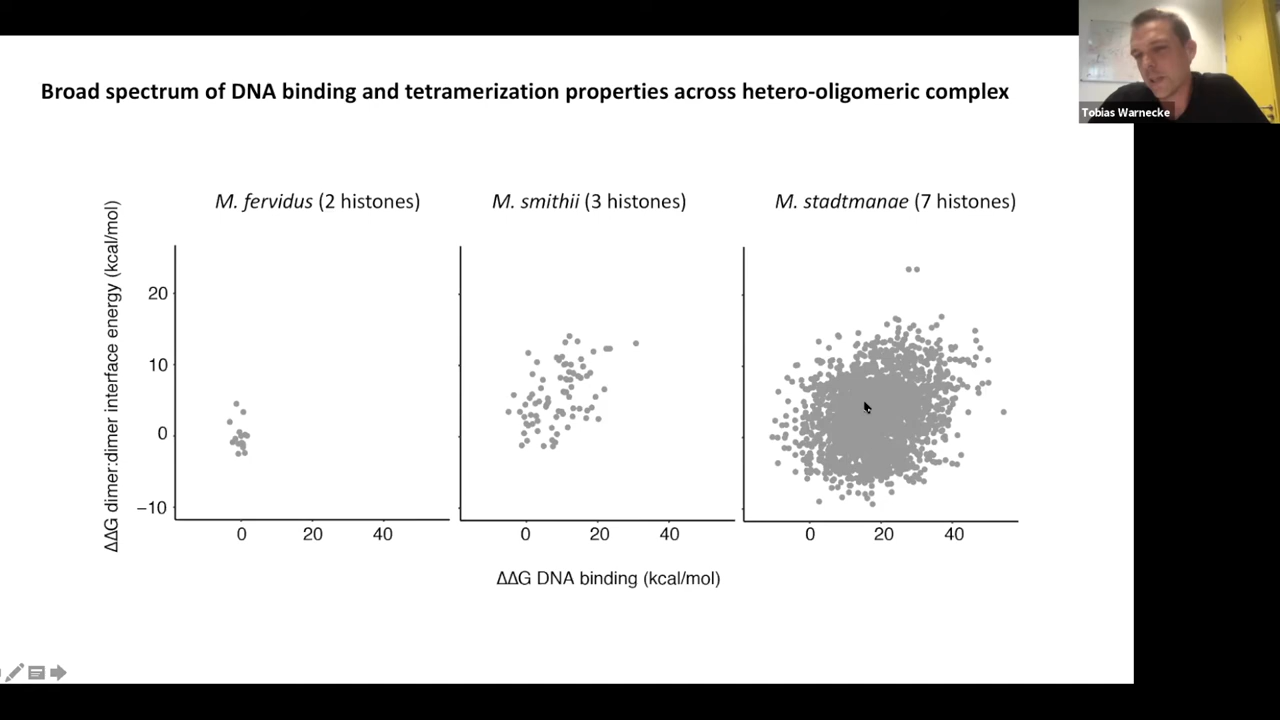 Broad spectrum of DNA binding and tetramerization properties across hetero-oligomeric complex
Tobias Warnecke
M. fervidus (2 histones)
M. smithii (3 histones)
M. stadtmanae (7 histones)
ΔΔG dimer:dimer interface energy (kcal/mol)
20
10
0
−10
0 20 40
0 20 40
0 20 40
ΔΔG DNA binding (kcal/mol)